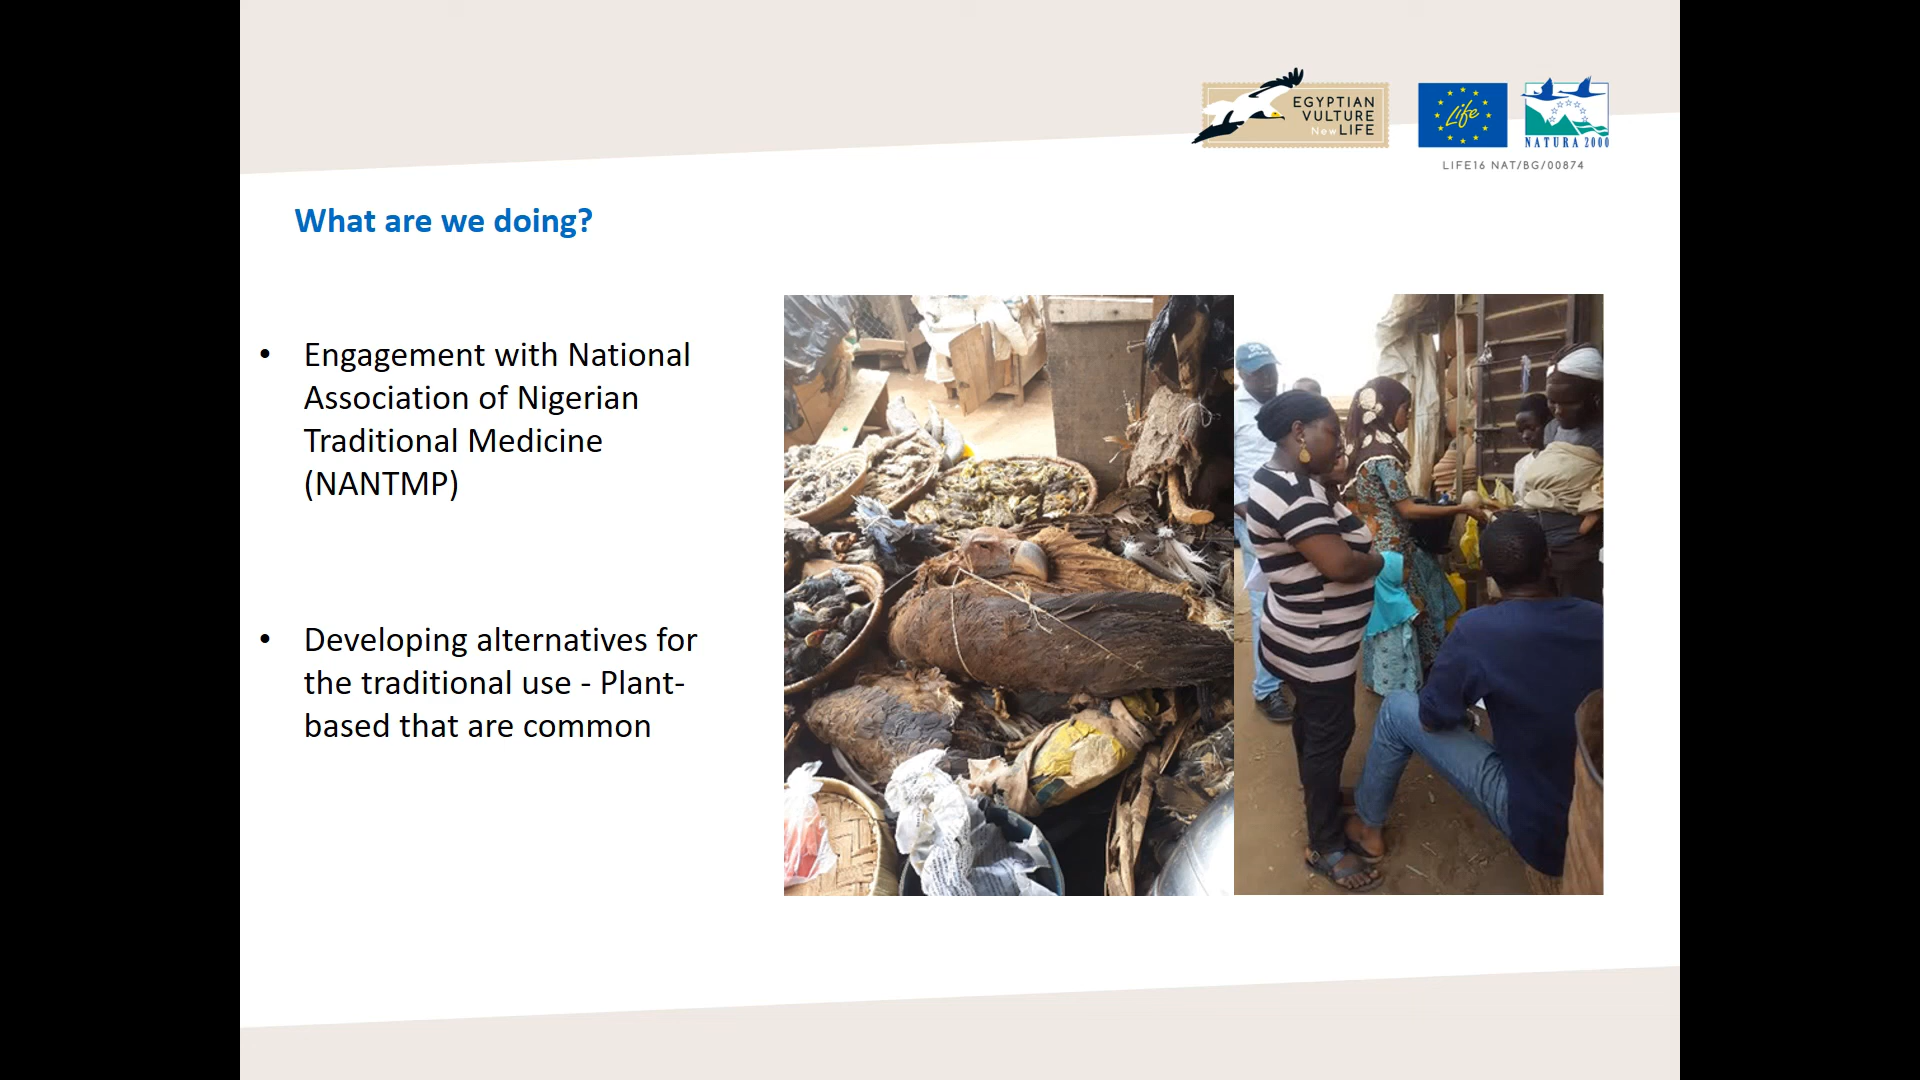 EGYPTIAN
VULTURE
New LIFE
Life
NATURA 2000
LIFE16 NAT/BG/00874
What are we doing?
• Engagement with National
Association of Nigerian
Traditional Medicine
(NANTMP)
• Developing alternatives for
the traditional use - Plant-
based that are common